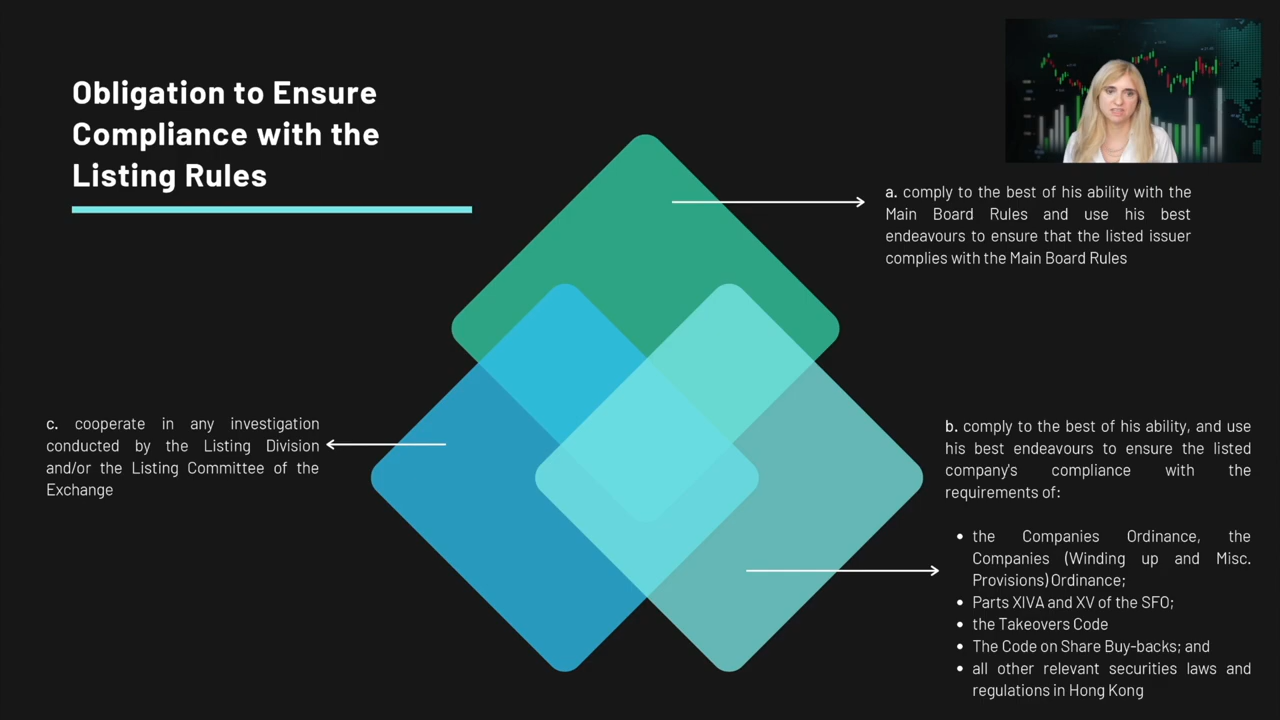 Obligation to Ensure
Compliance with the
Listing Rules
a. comply to the best of his ability with the
Main Board Rules and use his best
endeavours to ensure that the listed issuer
complies with the Main Board Rules
b. comply to the best of his ability, and use
his best endeavours to ensure the listed
company's compliance with the
requirements of:
• the Companies Ordinance, the
Companies (Winding up and Misc.
Provisions) Ordinance;
• Parts XIVA and XV of the SFO;
• the Takeovers Code
• The Code on Share Buy-backs; and
• all other relevant securities laws and
regulations in Hong Kong
c. cooperate in any investigation
conducted by the Listing Division
and/or the Listing Committee of the
Exchange